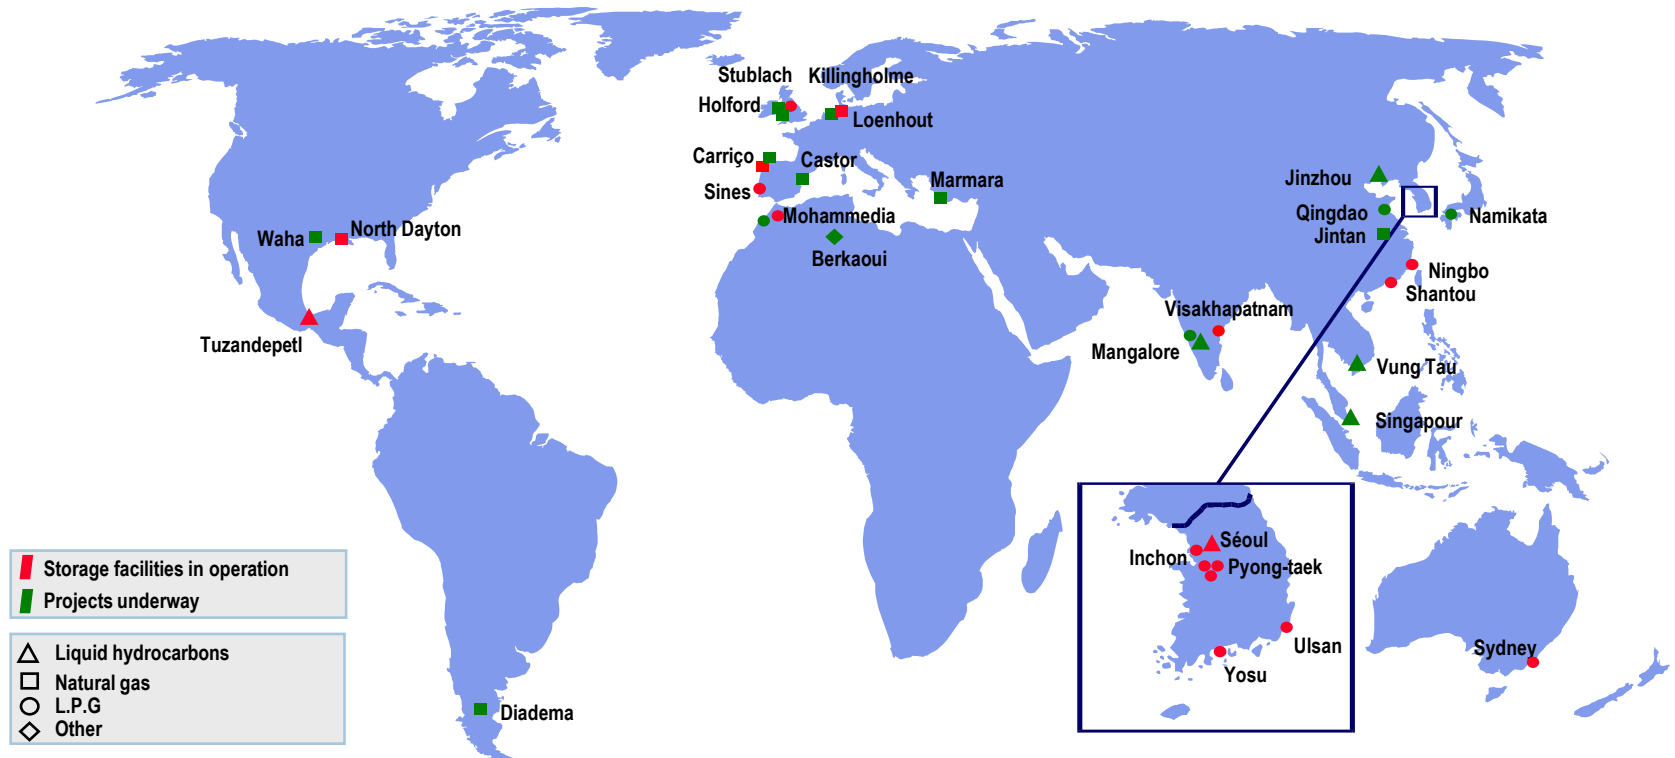 Stublach
Killingholme
Holford
Loenhout
Carriço
Castor
Sines
Marmara
Mohammedia
Berkaoui
Waha
North Dayton
Tuzandepetl
Jinzhou
Qingdao
Namikata
Jintan
Ningbo
Shantou
Visakhapatnam
Mangalore
Vung Tau
Singapour
Séoul
Inchon
Pyong-taek
Ulsan
Yosu
Sydney
Diadema
Storage facilities in operation
Projects underway
Liquid hydrocarbons
Natural gas
L.P.G
Other